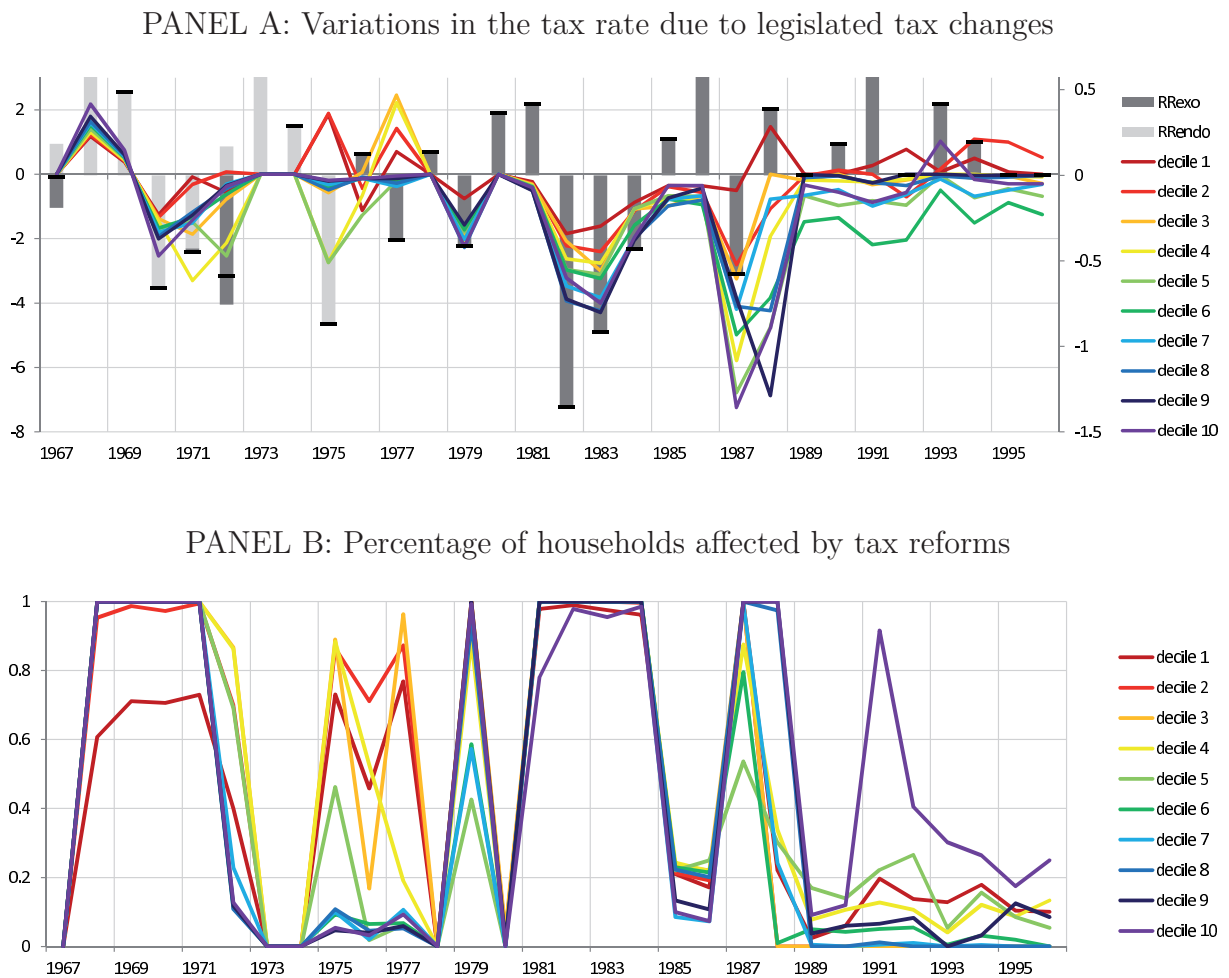 PANEL A: Variations in the tax rate due to legislated tax changes
2
0
-2
-4
-6
-8
0.5
0
-0.5
-1
-1.5
1967 1969 1971 1973 1975 1977 1979 1981 1983 1985 1987 1989 1991 1993 1995
RRexo
RRendo
decile 1
decile 2
decile 3
decile 4
decile 5
decile 6
decile 7
decile 8
decile 9
decile 10
PANEL B: Percentage of households affected by tax reforms
1
0.8
0.6
0.4
0.2
0
1967 1969 1971 1973 1975 1977 1979 1981 1983 1985 1987 1989 1991 1993 1995
decile 1
decile 2
decile 3
decile 4
decile 5
decile 6
decile 7
decile 8
decile 9
decile 10